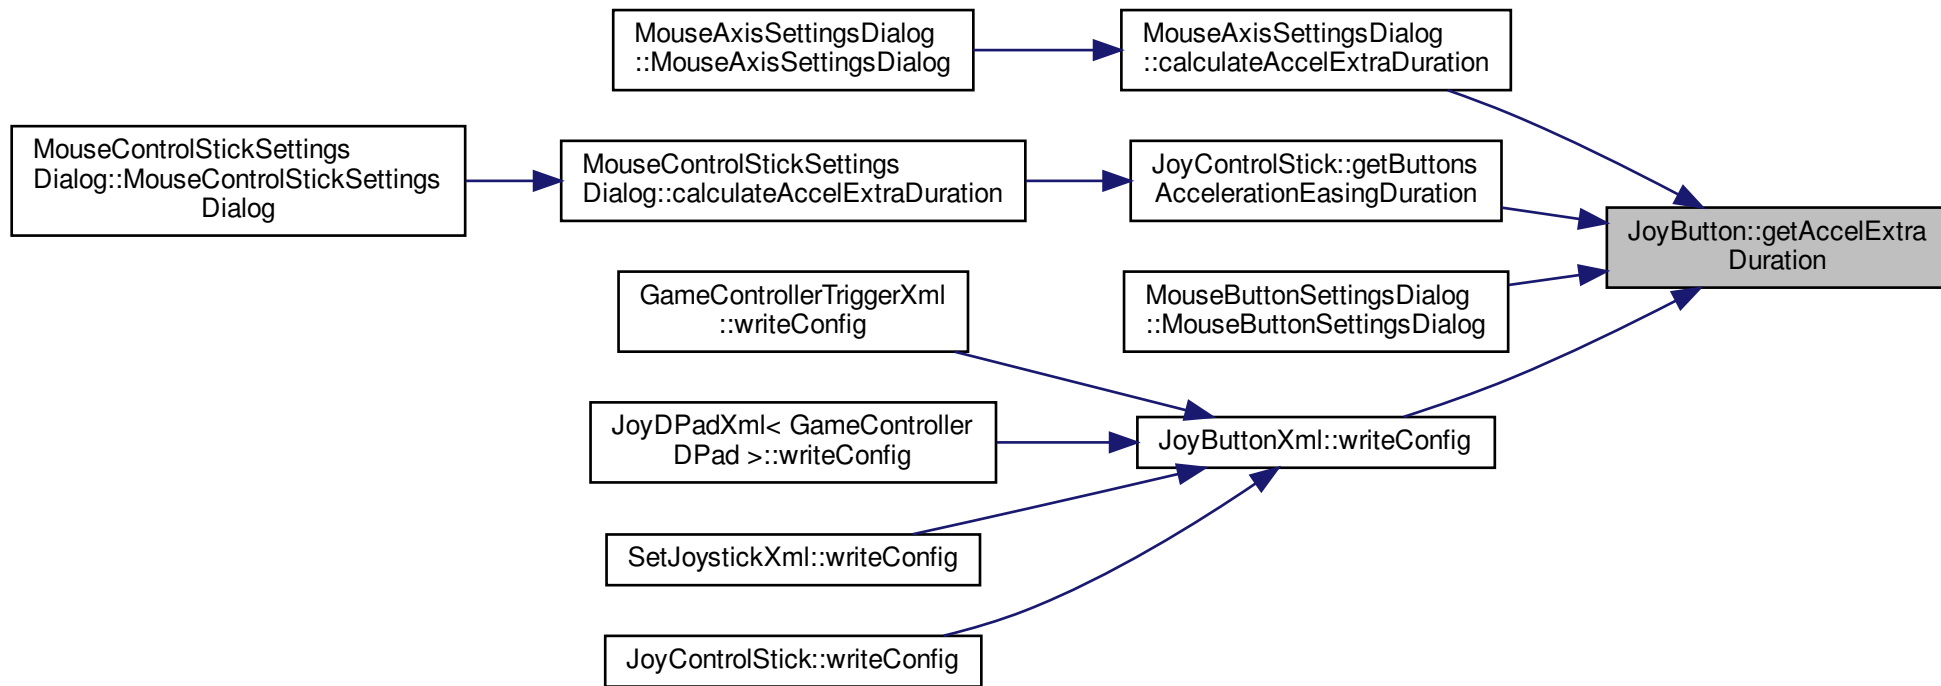 MouseAxisSettingsDialog
::MouseAxisSettingsDialog
MouseAxisSettingsDialog
::calculateAccelExtraDuration
MouseControlStickSettings
Dialog::MouseControlStickSettings
Dialog
MouseControlStickSettings
Dialog::calculateAccelExtraDuration
JoyControlStick::getButtons
AccelerationEasingDuration
JoyButton::getAccelExtra
Duration
GameControllerTriggerXml
::writeConfig
MouseButtonSettingsDialog
::MouseButtonSettingsDialog
JoyDPadXml< GameController
DPad >::writeConfig
JoyButtonXml::writeConfig
SetJoystickXml::writeConfig
JoyControlStick::writeConfig